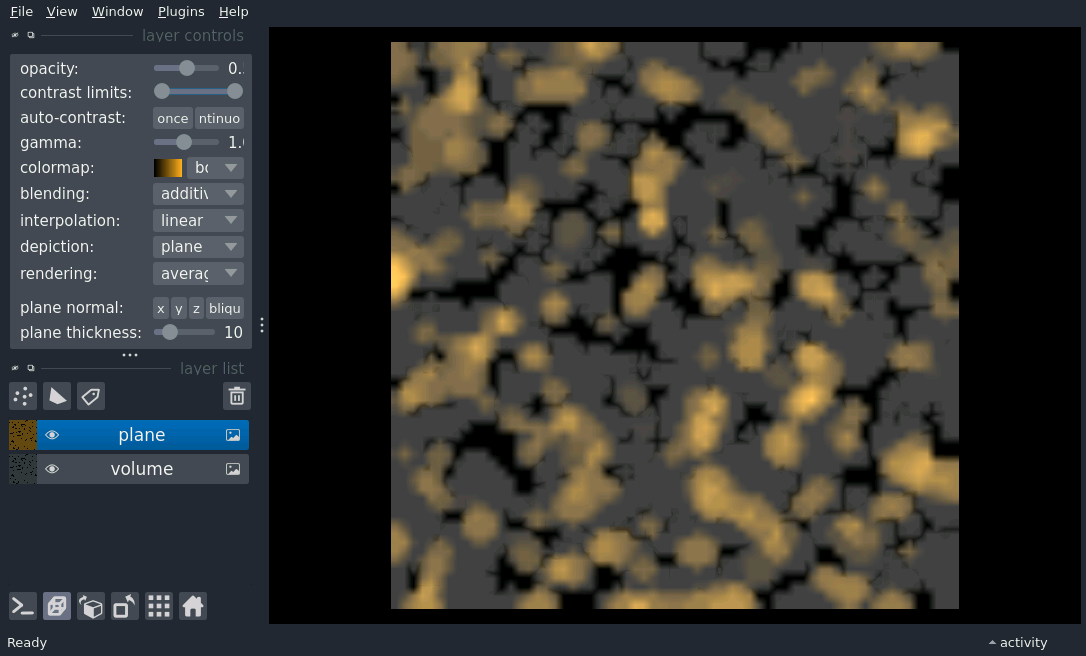 File View Window Plugins Help
layer controls
opacity: 0.
contrast limits:
auto-contrast: once ntinuo
gamma: 1.
colormap: bo
blending: additiv
interpolation: linear
depiction: plane
rendering: averag
plane normal: x y z bliqu
plane thickness: 10
layer list
plane
volume
Ready activity